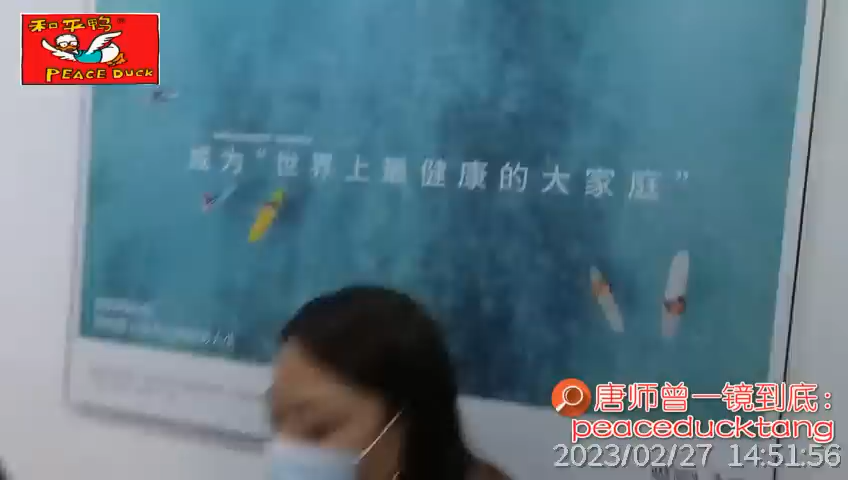 和平鸭
PEACE DUCK
成为“世界上最健康的大家庭”
唐师曾一镜到底：
peaceducktang
2023/02/27 14:51:56